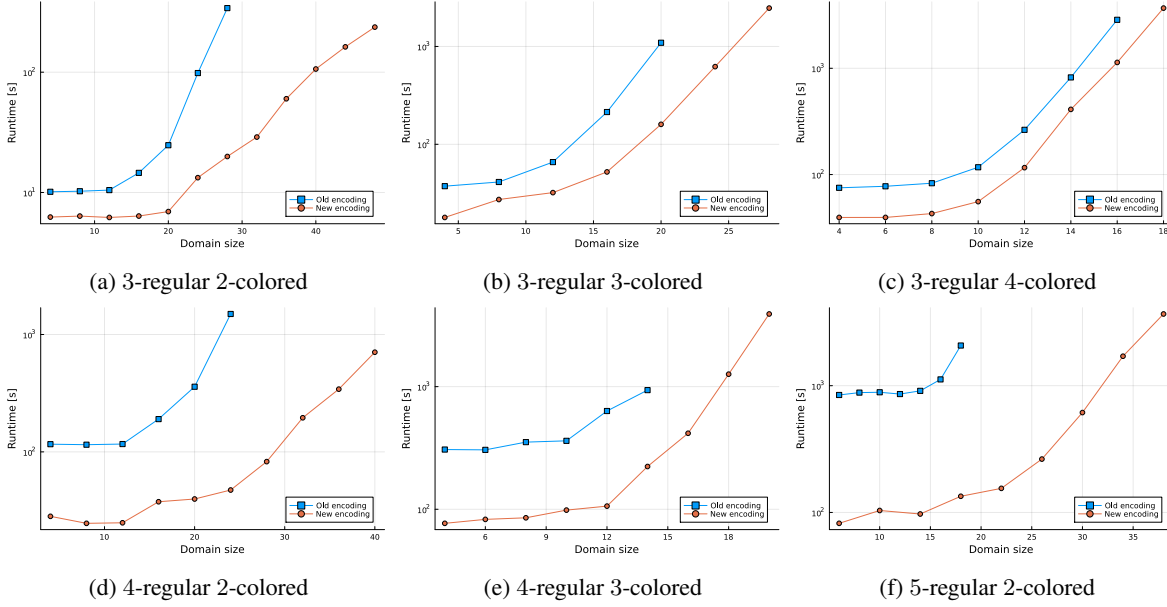 Runtime [s]
10²
10¹
10
20
30
40
Domain size
Old encoding
New encoding
(a) 3-regular 2-colored
Runtime [s]
10³
10²
5
10
15
20
25
Domain size
Old encoding
New encoding
(b) 3-regular 3-colored
Runtime [s]
10³
10²
4
6
8
10
12
14
16
18
Domain size
Old encoding
New encoding
(c) 3-regular 4-colored
Runtime [s]
10³
10²
10
20
30
40
Domain size
Old encoding
New encoding
(d) 4-regular 2-colored
Runtime [s]
10³
10²
6
9
12
15
18
Domain size
Old encoding
New encoding
(e) 4-regular 3-colored
Runtime [s]
10³
10²
10
15
20
25
30
35
Domain size
Old encoding
New encoding
(f) 5-regular 2-colored